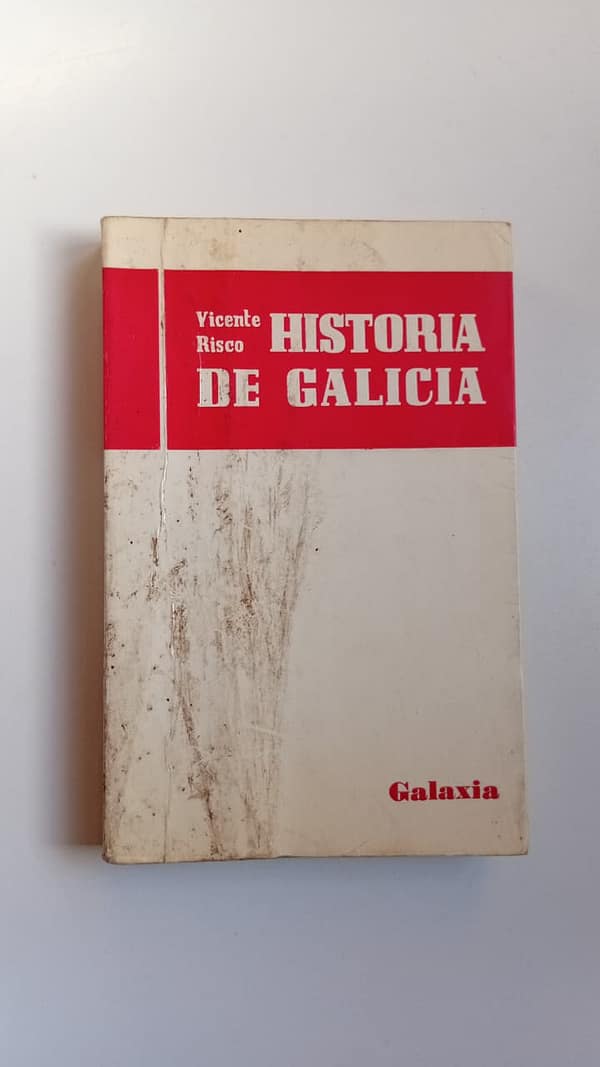 Vicente HISTORIA
Risco
DE GALICIA
Galaxia